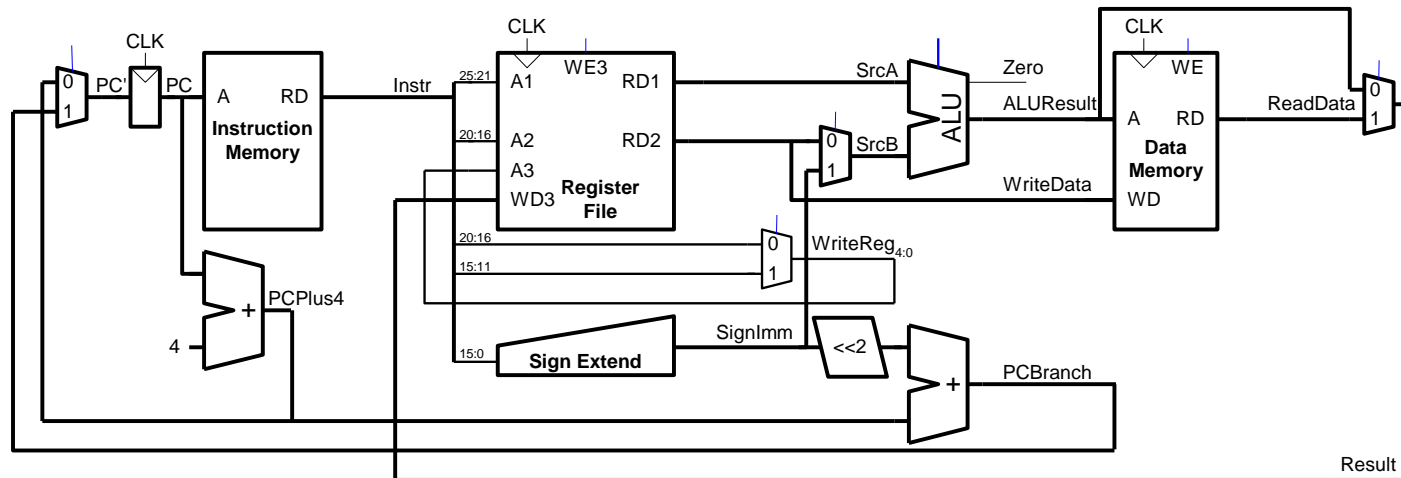 CLK
CLK
CLK
0
1
PC'
PC
A
RD
Instruction
Memory
Instr
25:21
20:16
A1
A2
A3
WD3
WE3
RD1
RD2
Register
File
20:16
15:11
15:0
0
1
SrcA
SrcB
ALU
Zero
ALUResult
WriteData
WE
A
RD
Data
Memory
WD
ReadData
0
1
0
1
WriteReg4:0
4
+
PCPlus4
Sign Extend
SignImm
<<2
+
PCBranch
Result